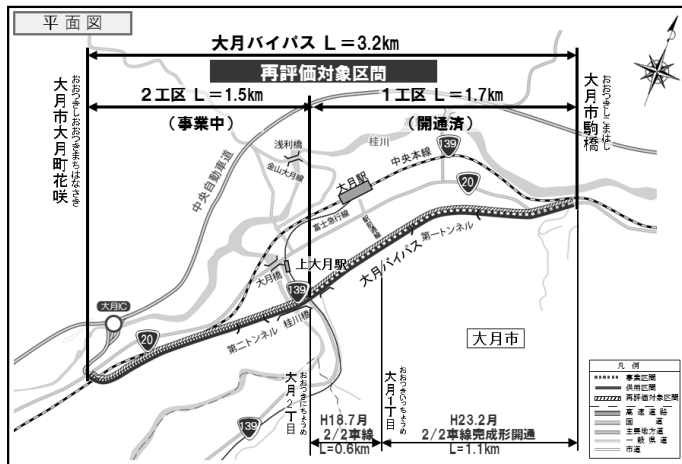 平面図
大月バイパス L=3.2km
再評価対象区間
2工区 L=1.5km
1工区 L=1.7km
(事業中)
(開通済)
おおつきしおおつきまちはなさき
大月市大月町花咲
おおつきしこまはし
大月市駒橋
中央自動車道
浅利橋
金山大月線
桂川
139
中央本線
20
大月駅
富士急行線
駅前通線
第一トンネル
大月バイパス
上大月駅
大月橋
139
大月IC
20
第二トンネル
桂川橋
大月市
おおつきにちょうめ
大月2丁目
おおつきいっちょうめ
大月1丁目
139
H18.7月
2/2車線
L=0.6km
H23.2月
2/2車線完成形開通
L=1.1km
凡例
事業区間
供用区間
再評価対象区間
高速道路
国道
主要地方道
一般県道
市道